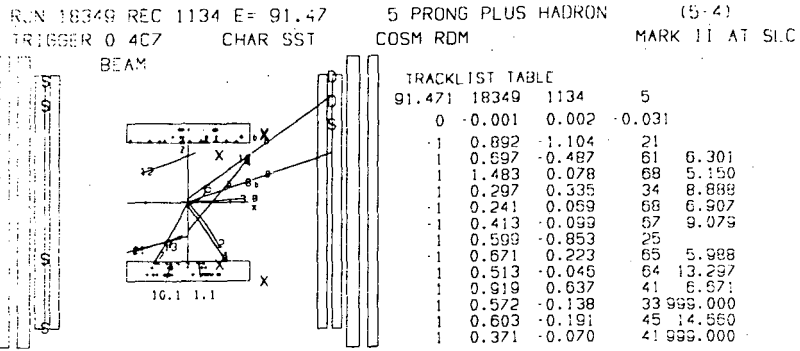 RUN 18349 REC 1134 E= 91.47 5 PRONG PLUS HADRON (5-4)
TRIGGER 0 4C7 CHAR SST COSM RDM MARK II AT SLC
BEAM
TRACKLIST TABLE
91.471 18349 1134 5
0 -0.001 0.002 -0.031
-1 0.892 -1.104 21
1 0.597 -0.487 61 6.301
1 1.483 0.078 68 5.150
1 0.297 0.335 34 8.888
-1 0.241 0.069 68 6.907
-1 0.413 -0.099 67 9.079
1 0.599 -0.853 25
-1 0.671 0.223 65 5.988
1 0.513 -0.045 64 13.297
1 0.919 0.637 41 6.671
1 0.572 -0.138 33 999.000
1 0.603 -0.191 45 14.660
1 0.371 -0.070 41 999.000
10.1 1.1